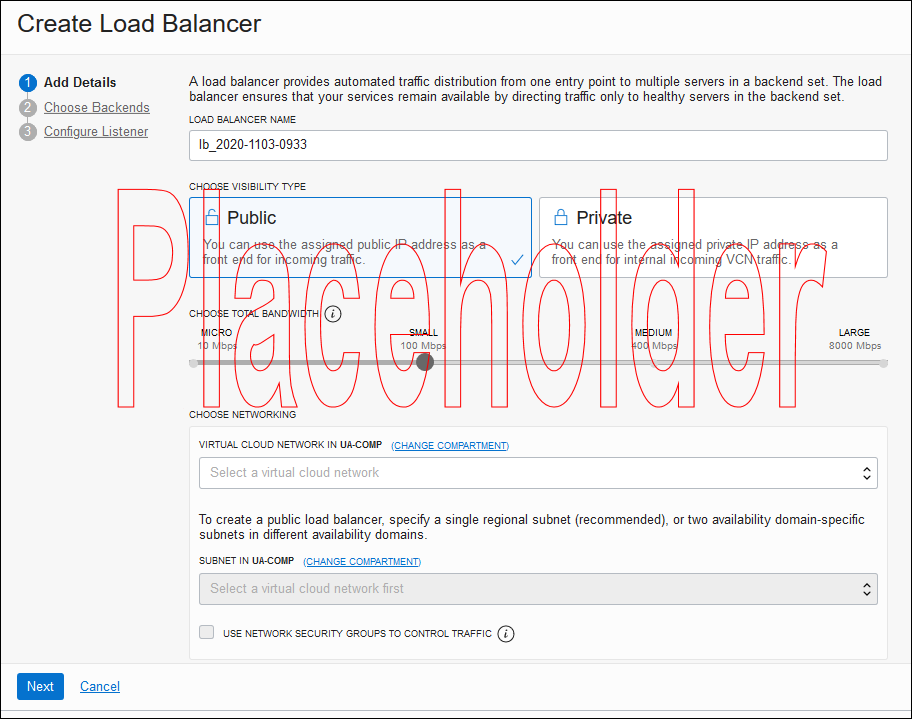 Create Load Balancer
1 Add Details
2 Choose Backends
3 Configure Listener
A load balancer provides automated traffic distribution from one entry point to multiple servers in a backend set. The load
balancer ensures that your services remain available by directing traffic only to healthy servers in the backend set.
LOAD BALANCER NAME
lb_2020-1103-0933
CHOOSE VISIBILITY TYPE
Public
You can use the assigned public IP address as a
front end for incoming traffic.
Private
You can use the assigned private IP address as a
front end for internal incoming VCN traffic.
Placeholder
CHOOSE TOTAL BANDWIDTH i
MICRO SMALL MEDIUM LARGE
10 Mbps 100 Mbps 400 Mbps 8000 Mbps
CHOOSE NETWORKING
VIRTUAL CLOUD NETWORK IN UA-COMP (CHANGE COMPARTMENT)
Select a virtual cloud network
To create a public load balancer, specify a single regional subnet (recommended), or two availability domain-specific
subnets in different availability domains.
SUBNET IN UA-COMP (CHANGE COMPARTMENT)
Select a virtual cloud network first
USE NETWORK SECURITY GROUPS TO CONTROL TRAFFIC i
Next Cancel